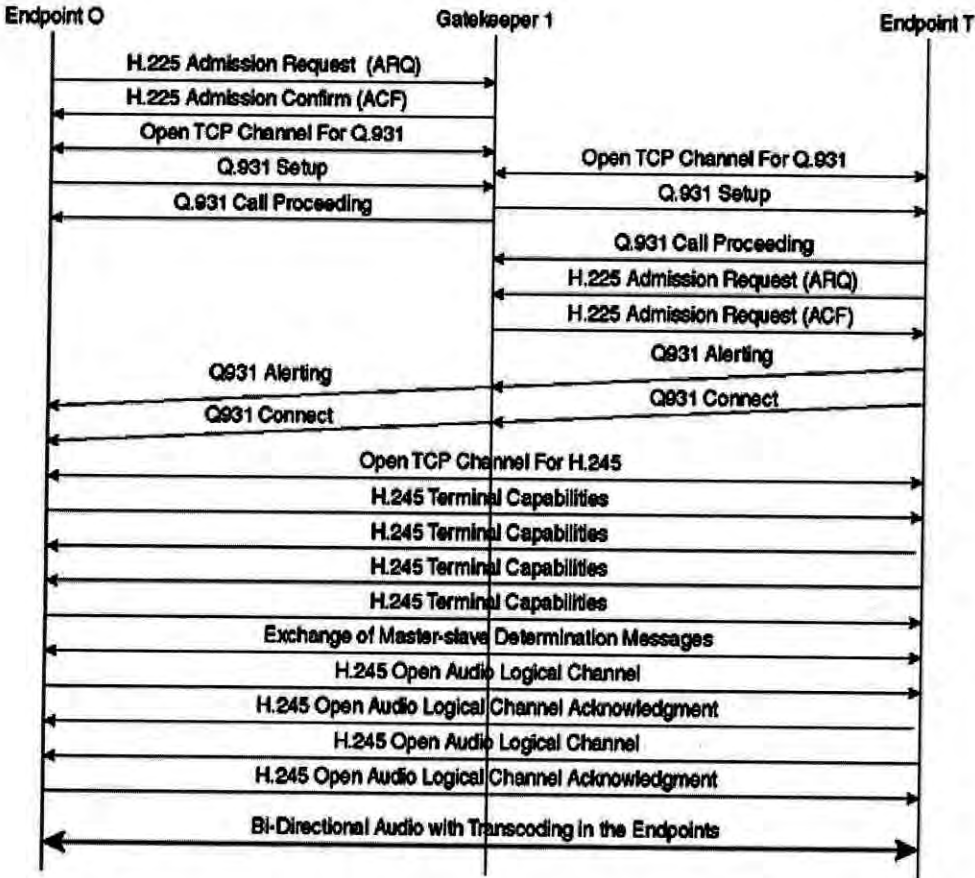 Endpoint O
Gatekeeper 1
Endpoint T
H.225 Admission Request (ARQ)
H.225 Admission Confirm (ACF)
Open TCP Channel For Q.931
Open TCP Channel For Q.931
Q.931 Setup
Q.931 Setup
Q.931 Call Proceeding
Q.931 Call Proceeding
H.225 Admission Request (ARQ)
H.225 Admission Request (ACF)
Q931 Alerting
Q931 Alerting
Q931 Connect
Q931 Connect
Open TCP Channel For H.245
H.245 Terminal Capabilities
H.245 Terminal Capabilities
H.245 Terminal Capabilities
H.245 Terminal Capabilities
Exchange of Master-slave Determination Messages
H.245 Open Audio Logical Channel
H.245 Open Audio Logical Channel Acknowledgment
H.245 Open Audio Logical Channel
H.245 Open Audio Logical Channel Acknowledgment
Bi-Directional Audio with Transcoding in the Endpoints